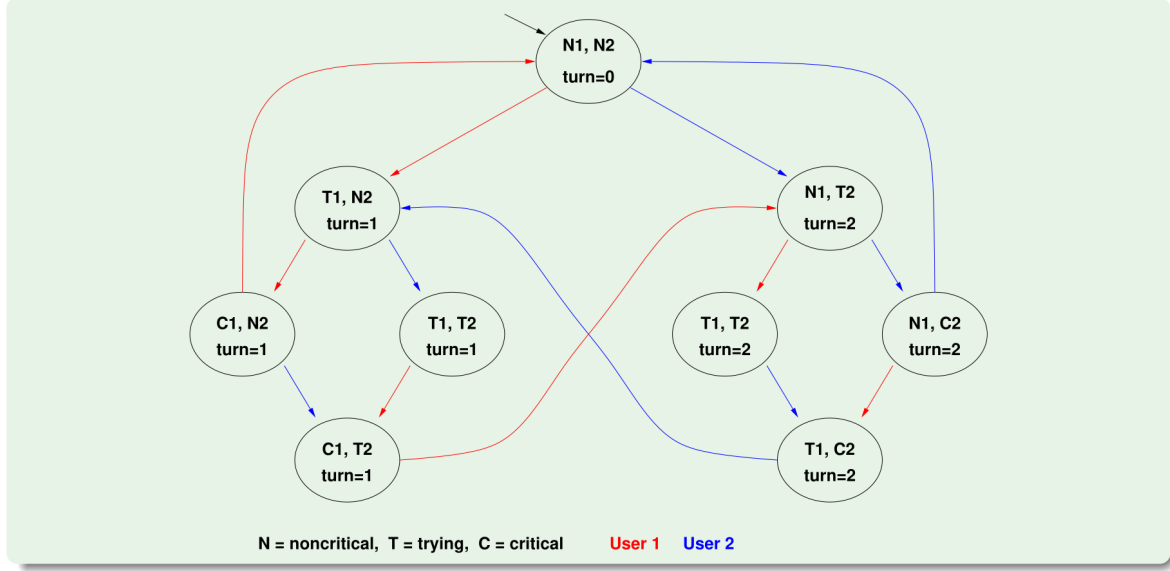 N1, N2
turn=0
T1, N2
turn=1
N1, T2
turn=2
C1, N2
turn=1
T1, T2
turn=1
T1, T2
turn=2
N1, C2
turn=2
C1, T2
turn=1
T1, C2
turn=2
N = noncritical, T = trying, C = critical User 1 User 2